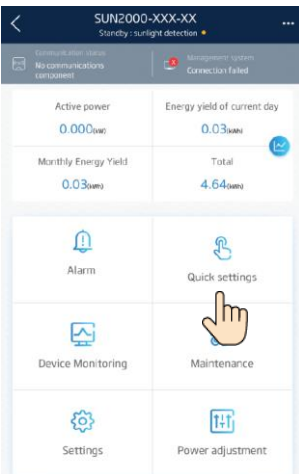 SUN2000-XXX-XX
Standby : sunlight detection
Communication status
No communications
component
Management system
Connection failed
Active power
0.000(kW)
Energy yield of current day
0.03(kWh)
Monthly Energy Yield
0.03(kWh)
Total
4.64(kWh)
Alarm
Quick settings
Device Monitoring
Maintenance
Settings
Power adjustment